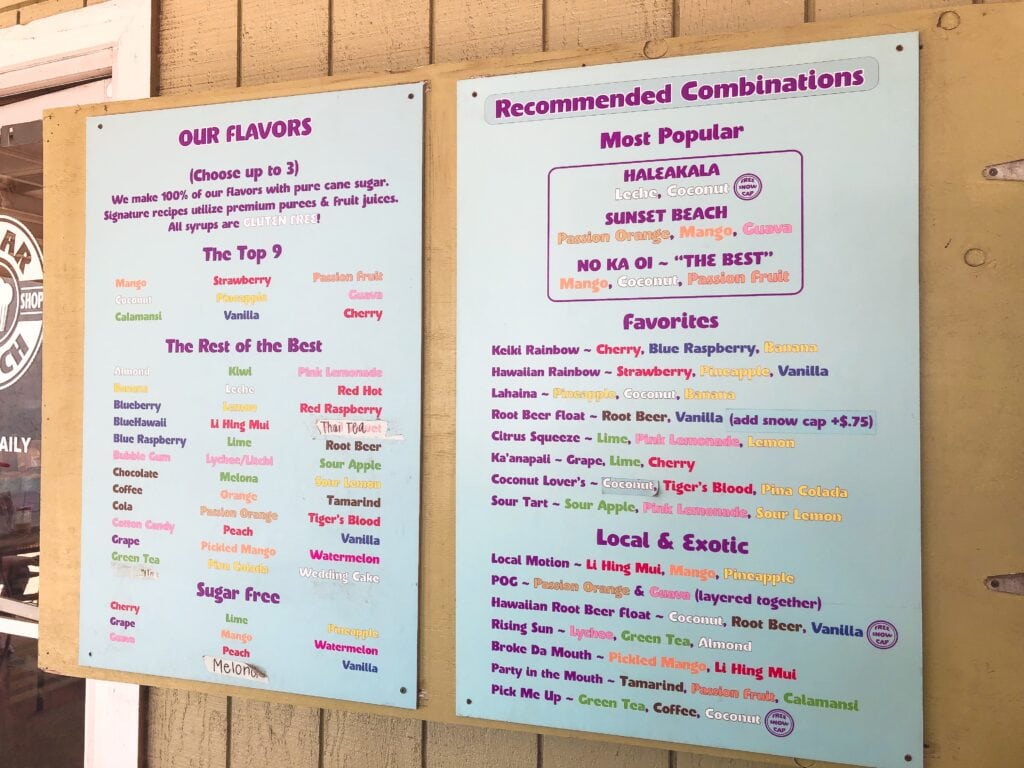 OUR FLAVORS
(Choose up to 3)
We make 100% of our flavors with pure cane sugar.
Signature recipes utilize premium purees & fruit juices.
All syrups are GLUTEN FREE!
The Top 9
Mango Strawberry Passion Fruit
Coconut Pineapple Guava
Calamansi Vanilla Cherry
The Rest of the Best
Almond Kiwi Pink Lemonade
Banana Leche Red Hot
Blueberry Lemon Red Raspberry
BlueHawaii Li Hing Mui Thai Tea
Blue Raspberry Lime Root Beer
Bubble Gum Lychee/Litchi Sour Apple
Chocolate Melona Sour Lemon
Coffee Orange Tamarind
Cola Passion Orange Tiger's Blood
Cotton Candy Peach Vanilla
Grape Pickled Mango Watermelon
Green Tea Pina Colada Wedding Cake
Sugar Free
Cherry Lime Pineapple
Grape Mango Watermelon
Guava Peach Vanilla
Melona
Recommended Combinations
Most Popular
HALEAKALA
Leche, Coconut FREE SNOW CAP
SUNSET BEACH
Passion Orange, Mango, Guava
NO KA OI ~ "THE BEST"
Mango, Coconut, Passion Fruit
Favorites
Keiki Rainbow ~ Cherry, Blue Raspberry, Banana
Hawaiian Rainbow ~ Strawberry, Pineapple, Vanilla
Lahaina ~ Pineapple, Coconut, Banana
Root Beer Float ~ Root Beer, Vanilla (add snow cap +$.75)
Citrus Squeeze ~ Lime, Pink Lemonade, Lemon
Ka'anapali ~ Grape, Lime, Cherry
Coconut Lover's ~ Coconut, Tiger's Blood, Pina Colada
Sour Tart ~ Sour Apple, Pink Lemonade, Sour Lemon
Local & Exotic
Local Motion ~ Li Hing Mui, Mango, Pineapple
POG ~ Passion Orange & Guava (layered together)
Hawaiian Root Beer Float ~ Coconut, Root Beer, Vanilla FREE SNOW CAP
Rising Sun ~ Lychee, Green Tea, Almond
Broke Da Mouth ~ Pickled Mango, Li Hing Mui
Party in the Mouth ~ Tamarind, Passion Fruit, Calamansi
Pick Me Up ~ Green Tea, Coffee, Coconut FREE SNOW CAP
SHOP
AILY